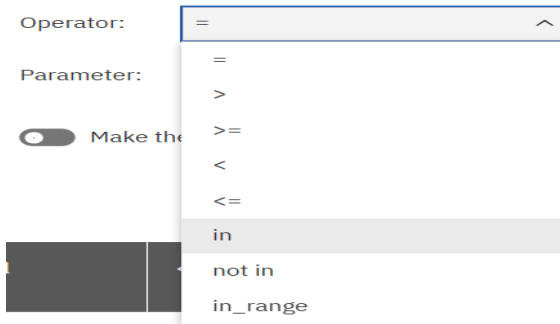 Operator:
=
=
Parameter:
>
Make the
>=
<
<=
in
not in
in_range